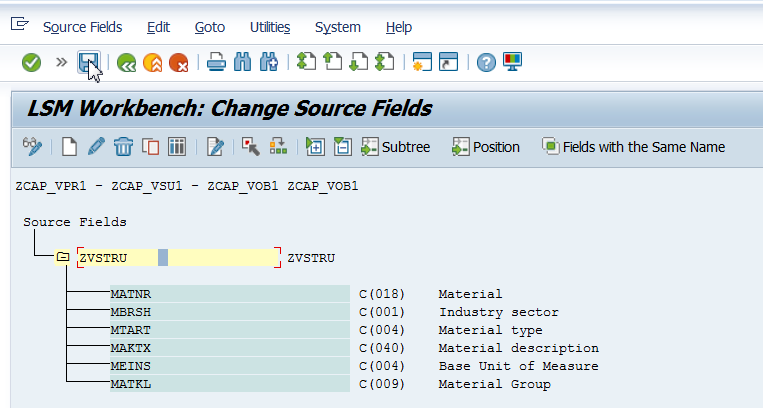 Source Fields Edit Goto Utilities System Help
LSM Workbench: Change Source Fields
Subtree Position Fields with the Same Name
ZCAP_VPR1 - ZCAP_VSU1 - ZCAP_VOB1 ZCAP_VOB1
Source Fields
ZVSTRU ZVSTRU
MATNR C(018) Material
MBRSH C(001) Industry sector
MTART C(004) Material type
MAKTX C(040) Material description
MEINS C(004) Base Unit of Measure
MATKL C(009) Material Group